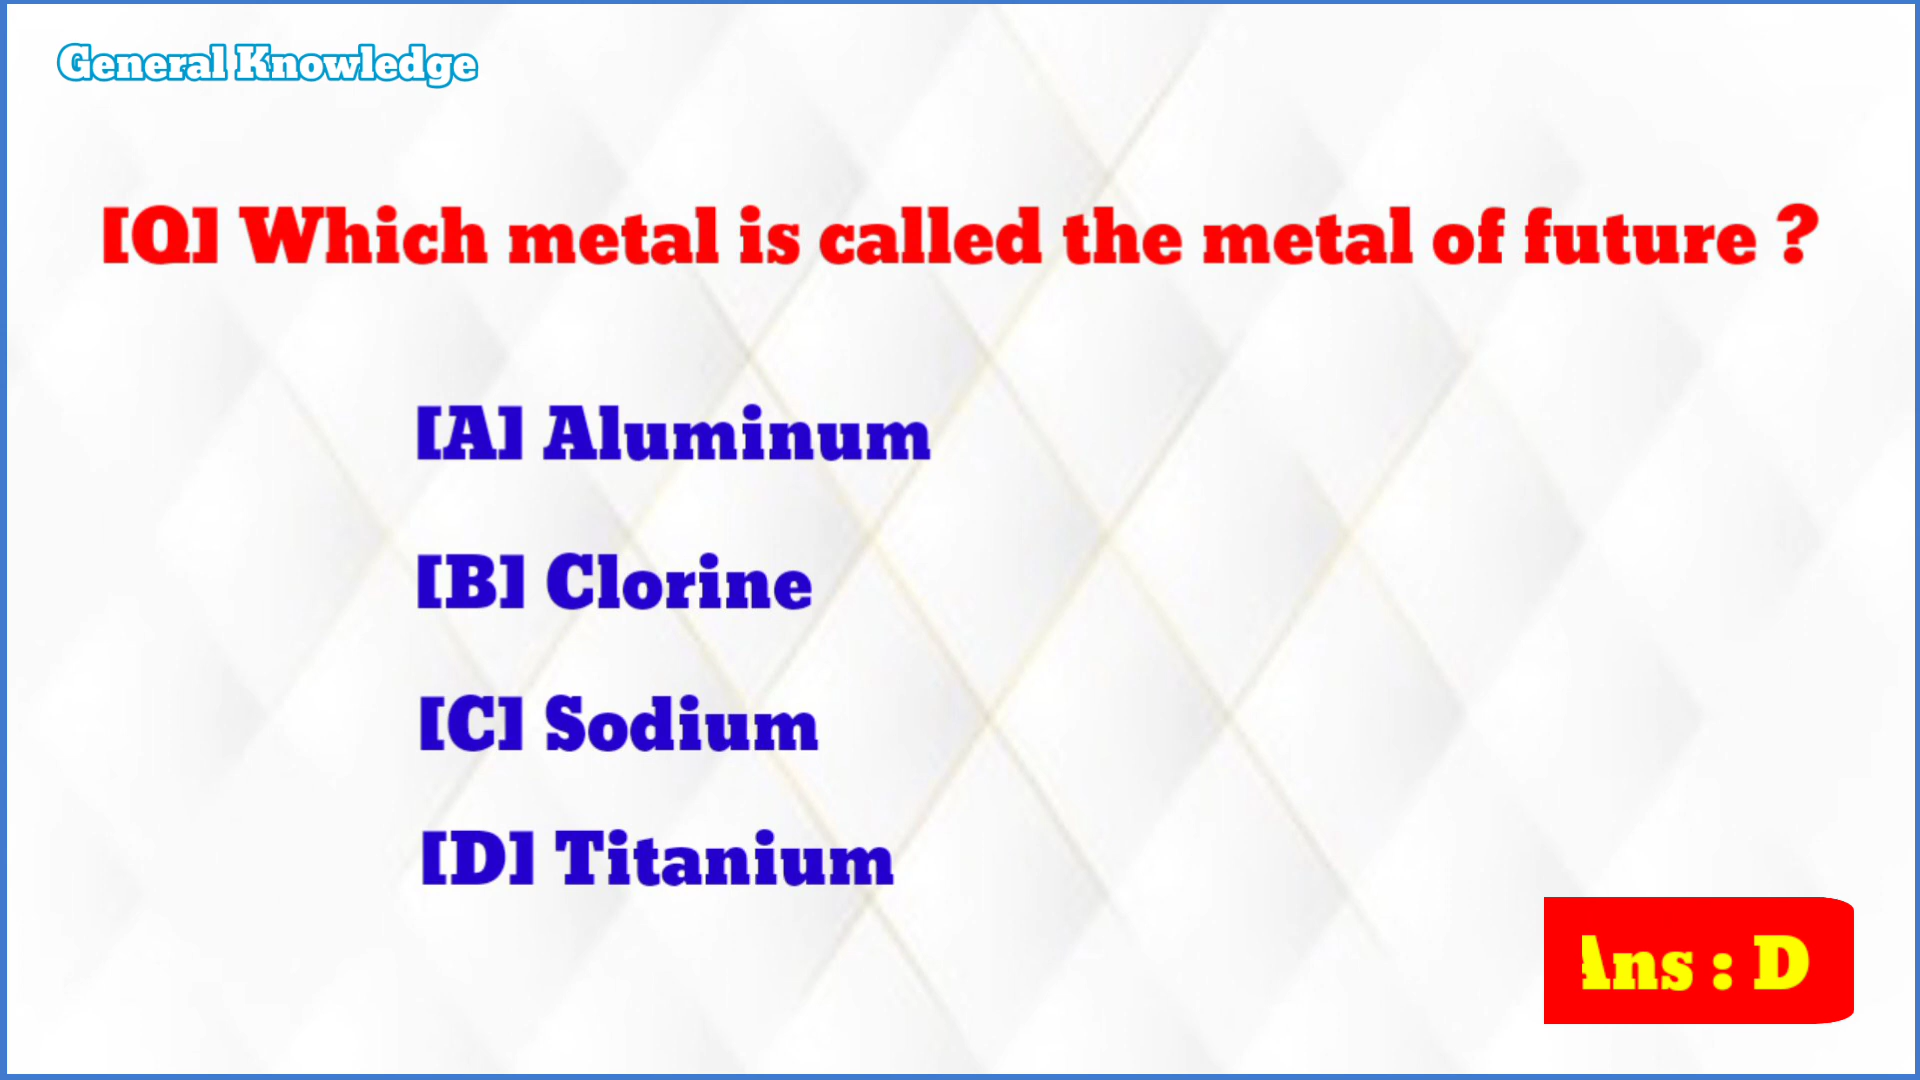 General Knowledge
[Q] Which metal is called the metal of future ?
[A] Aluminum
[B] Clorine
[C] Sodium
[D] Titanium
Ans : D